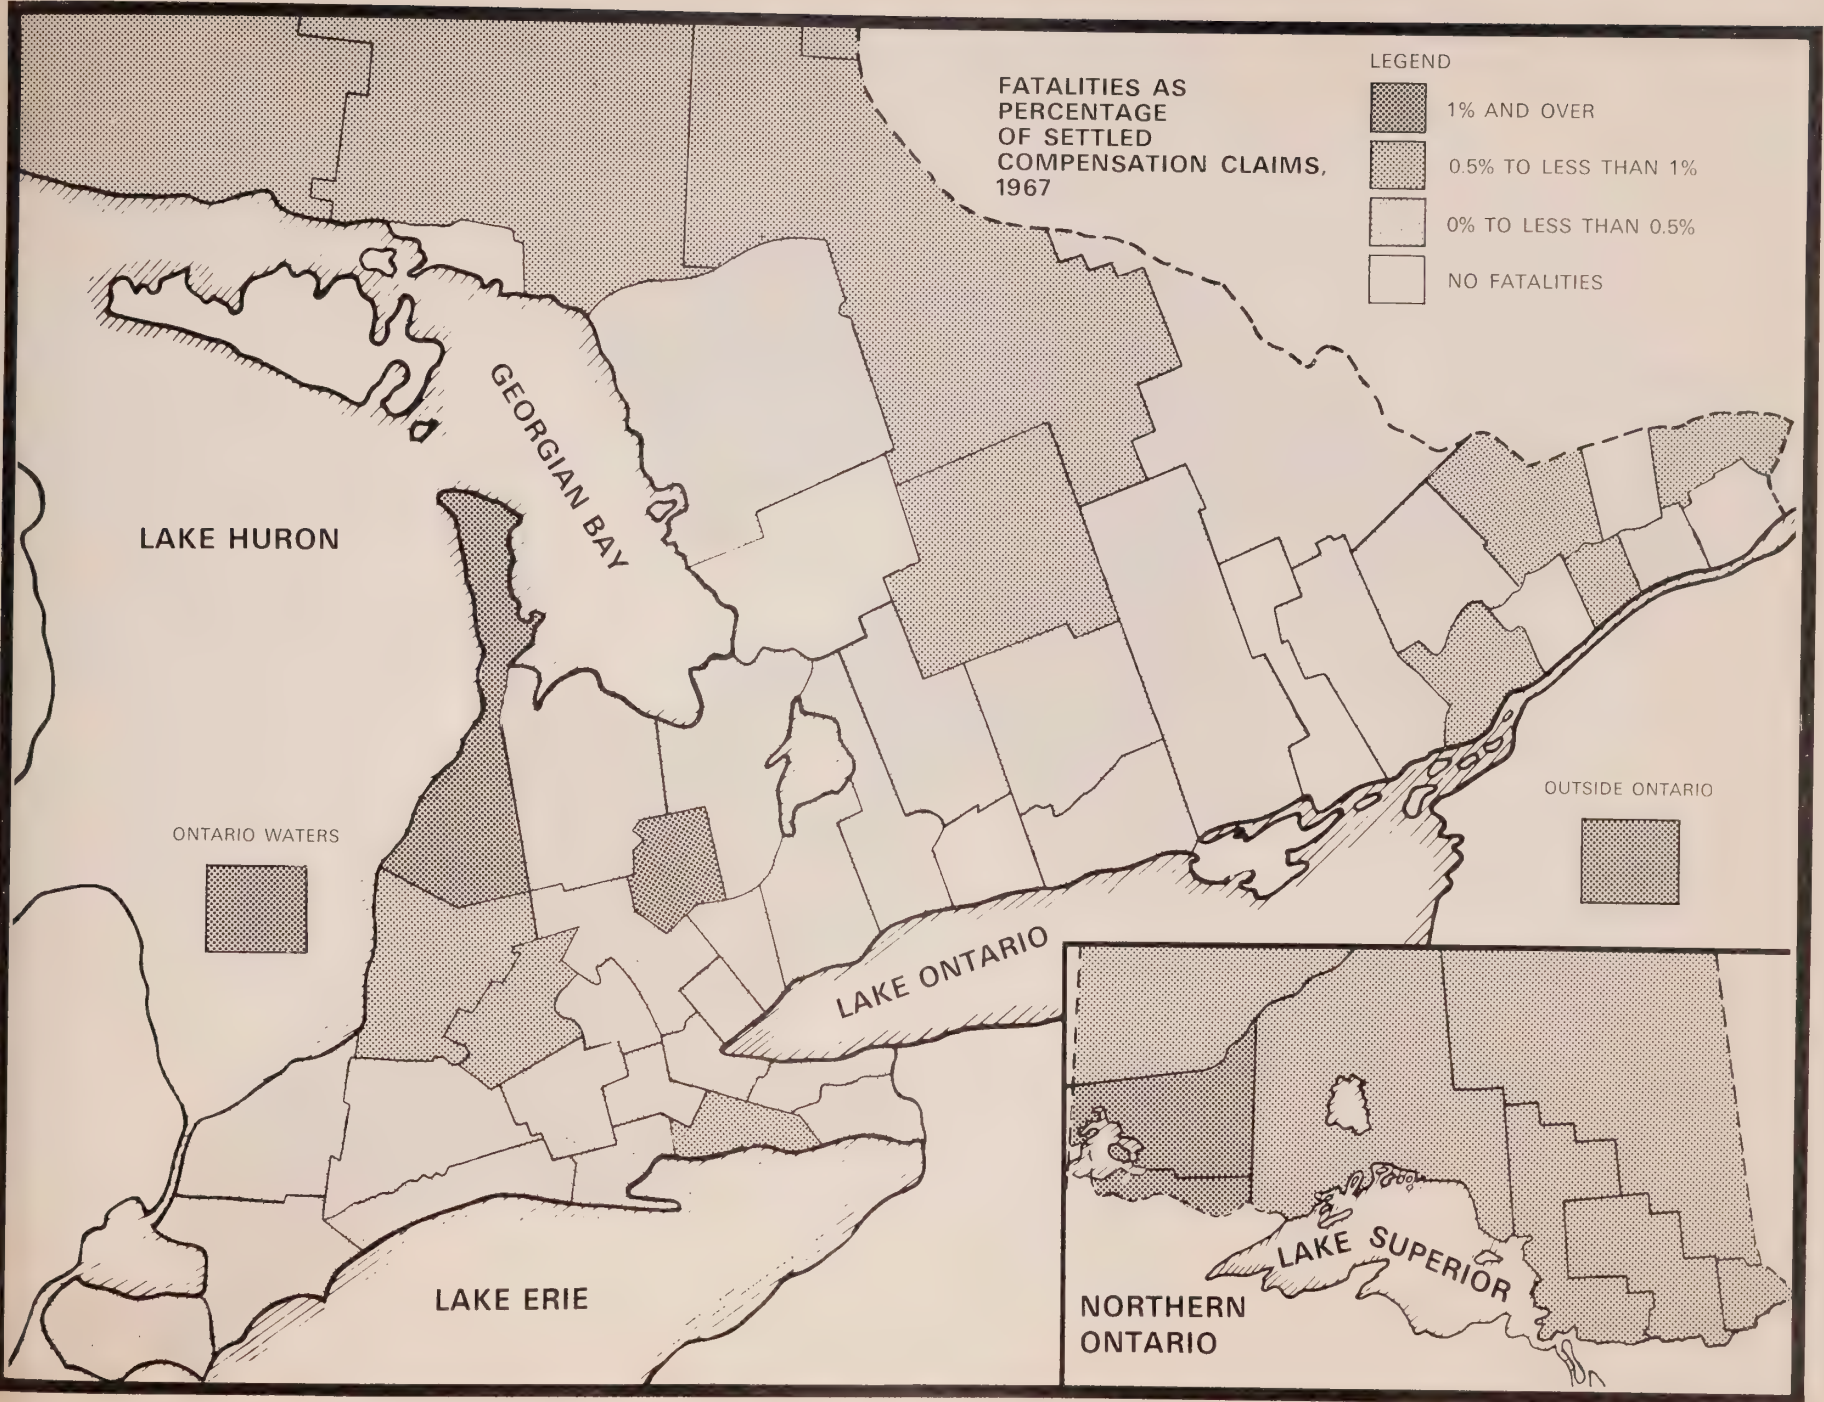 FATALITIES AS
PERCENTAGE
OF SETTLED
COMPENSATION CLAIMS,
1967
LEGEND
1% AND OVER
0.5% TO LESS THAN 1%
0% TO LESS THAN 0.5%
NO FATALITIES
GEORGIAN BAY
LAKE HURON
ONTARIO WATERS
OUTSIDE ONTARIO
LAKE ONTARIO
LAKE ERIE
LAKE SUPERIOR
NORTHERN
ONTARIO